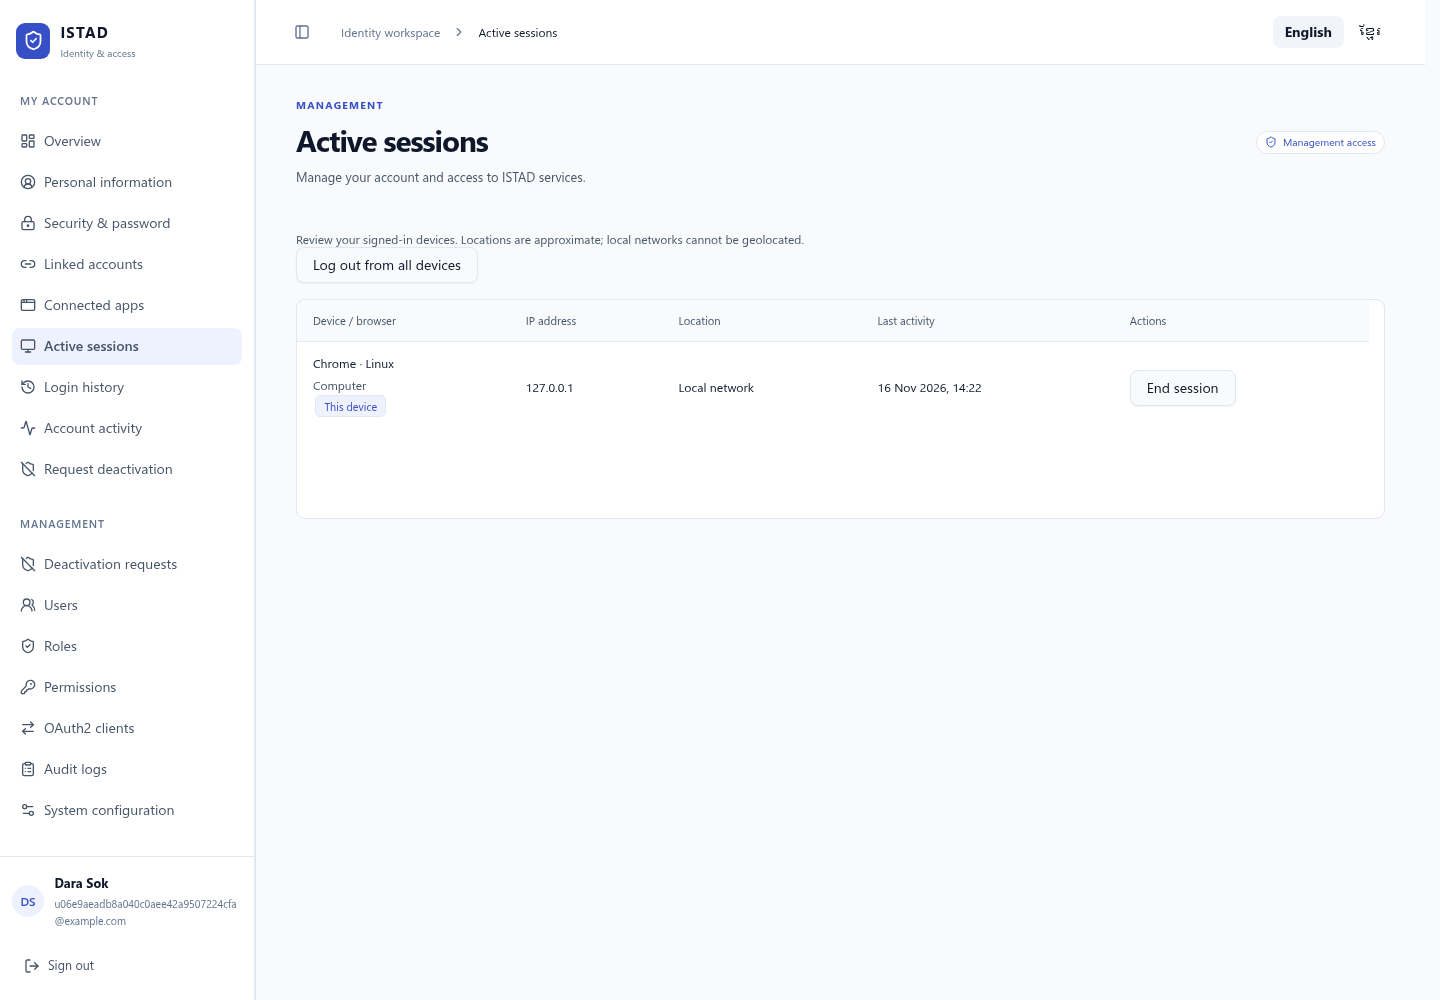 ISTAD
Identity & access
MY ACCOUNT
Overview
Personal information
Security & password
Linked accounts
Connected apps
Active sessions
Login history
Account activity
Request deactivation
MANAGEMENT
Deactivation requests
Users
Roles
Permissions
OAuth2 clients
Audit logs
System configuration
DS
Dara Sok
u06e9aeadb8a040c0aee42a9507224cfa
@example.com
Sign out
Identity workspace
Active sessions
English
ខ្មែរ
MANAGEMENT
Active sessions
Management access
Manage your account and access to ISTAD services.
Review your signed-in devices. Locations are approximate; local networks cannot be geolocated.
Log out from all devices
Device / browser IP address Location Last activity Actions
Chrome · Linux
Computer
This device
127.0.0.1 Local network 16 Nov 2026, 14:22 End session